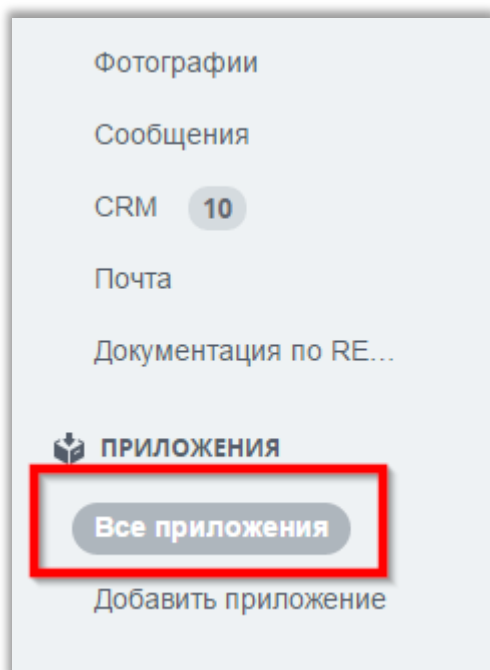 Фотографии
Сообщения
CRM 10
Почта
Документация по RE...
ПРИЛОЖЕНИЯ
Все приложения
Добавить приложение